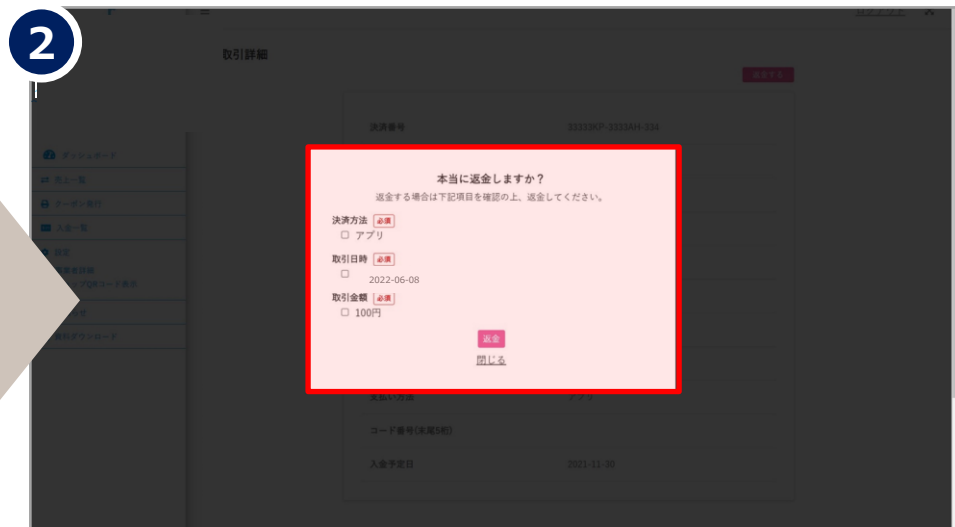 2
ログアウト
取引詳細
返金する
決済番号 33333KP-3333AH-334
ダッシュボード
売上一覧
クーポン発行
入金一覧
設定
本当に返金しますか？
返金する場合は下記項目を確認の上、返金してください。
決済方法 必須
アプリ
取引日時 必須
2022-06-08
取引金額 必須
100円
返金
閉じる
支払い方法 アプリ
コード番号(末尾5桁)
入金予定日 2021-11-30